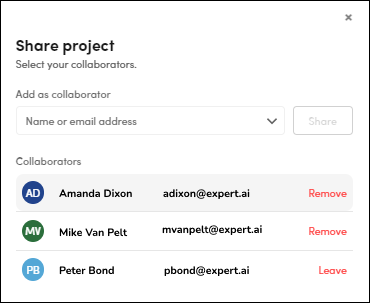 ×
Share project
Select your collaborators.
Add as collaborator
Name or email address Share
Collaborators
AD Amanda Dixon adixon@expert.ai Remove
MV Mike Van Pelt mvanpelt@expert.ai Remove
PB Peter Bond pbond@expert.ai Leave